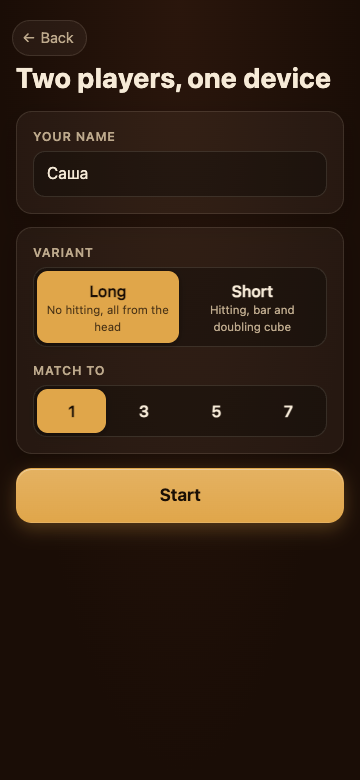 ← Back
Two players, one device
YOUR NAME
Саша
VARIANT
Long
No hitting, all from the
head
Short
Hitting, bar and
doubling cube
MATCH TO
1 3 5 7
Start